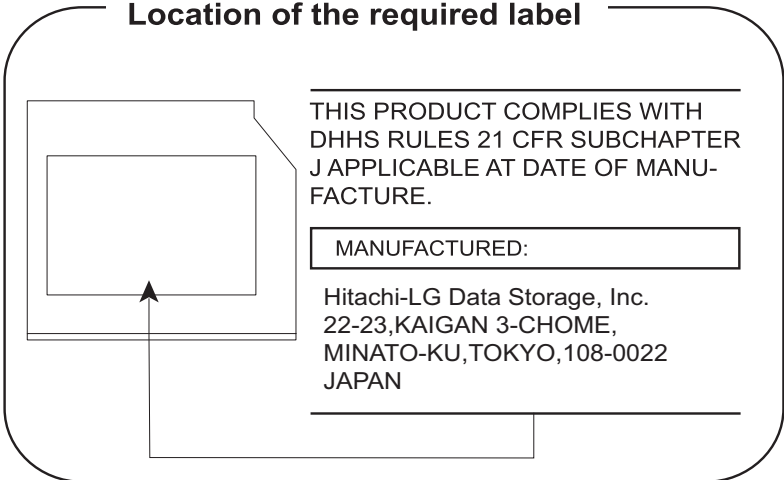 Location of the required label
THIS PRODUCT COMPLIES WITH
DHHS RULES 21 CFR SUBCHAPTER
J APPLICABLE AT DATE OF MANU-
FACTURE.
MANUFACTURED:
Hitachi-LG Data Storage, Inc.
22-23,KAIGAN 3-CHOME,
MINATO-KU,TOKYO,108-0022
JAPAN